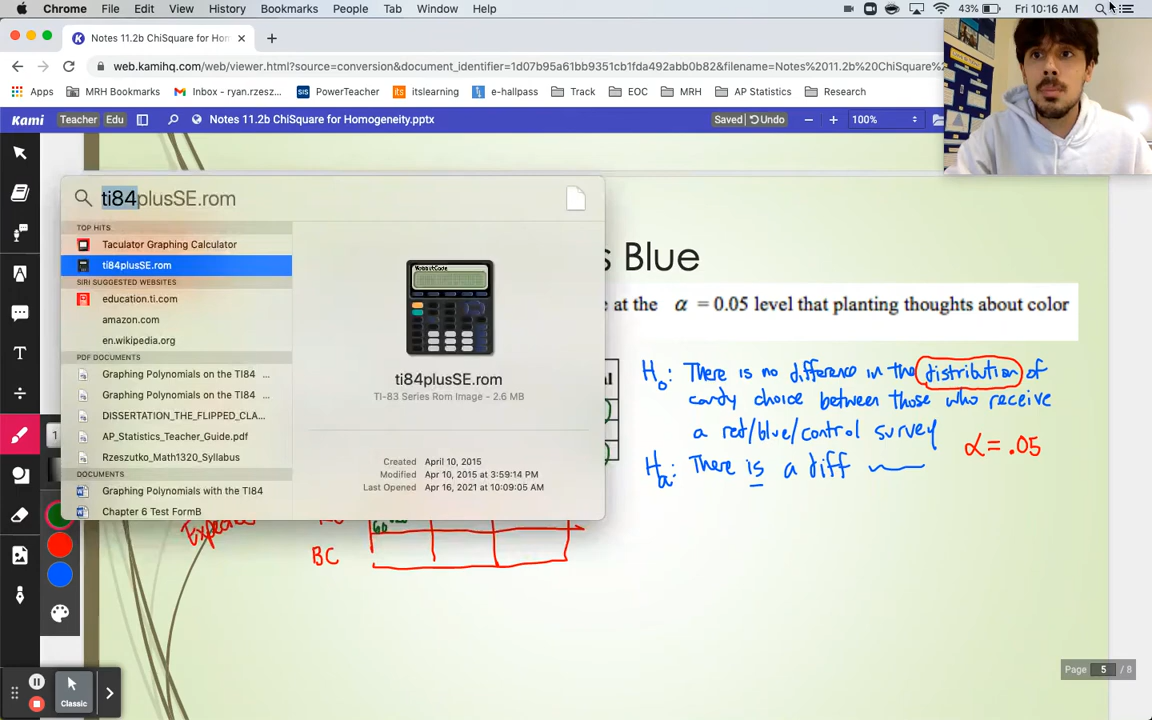 Chrome File Edit View History Bookmarks People Tab Window Help 43% Fri 10:16 AM
Notes 11.2b ChiSquare for Hom
web.kamihq.com/web/viewer.html?source=conversion&document_identifier=1d07b95a61bb9351cb1fda492abb0b82&filename=Notes%2011.2b%20ChiSquare%
Apps MRH Bookmarks Inbox - ryan.rzesz... PowerTeacher itslearning e-hallpass Track EOC MRH AP Statistics Research
Kami Teacher Edu Notes 11.2b ChiSquare for Homogeneity.pptx Saved Undo 100%
ti84plusSE.rom
TOP HITS
Taculator Graphing Calculator
ti84plusSE.rom
SIRI SUGGESTED WEBSITES
education.ti.com
amazon.com
en.wikipedia.org
PDF DOCUMENTS
Graphing Polynomials on the TI84 ...
Graphing Polynomials on the TI84 ...
DISSERTATION_THE_FLIPPED_CLA...
AP_Statistics_Teacher_Guide.pdf
Rzeszutko_Math1320_Syllabus
DOCUMENTS
Graphing Polynomials with the TI84
Chapter 6 Test FormB
ti84plusSE.rom
TI-83 Series Rom Image - 2.6 MB
Created April 10, 2015
Modified Apr 10, 2015 at 3:59:14 PM
Last Opened Apr 16, 2021 at 10:09:05 AM
s Blue
e at the α = 0.05 level that planting thoughts about color
H₀: There is no difference in the distribution of
candy choice between those who receive
a ret/blue/control survey
α = .05
Hₐ: There is a diff
BC
Classic
Page 5 / 8